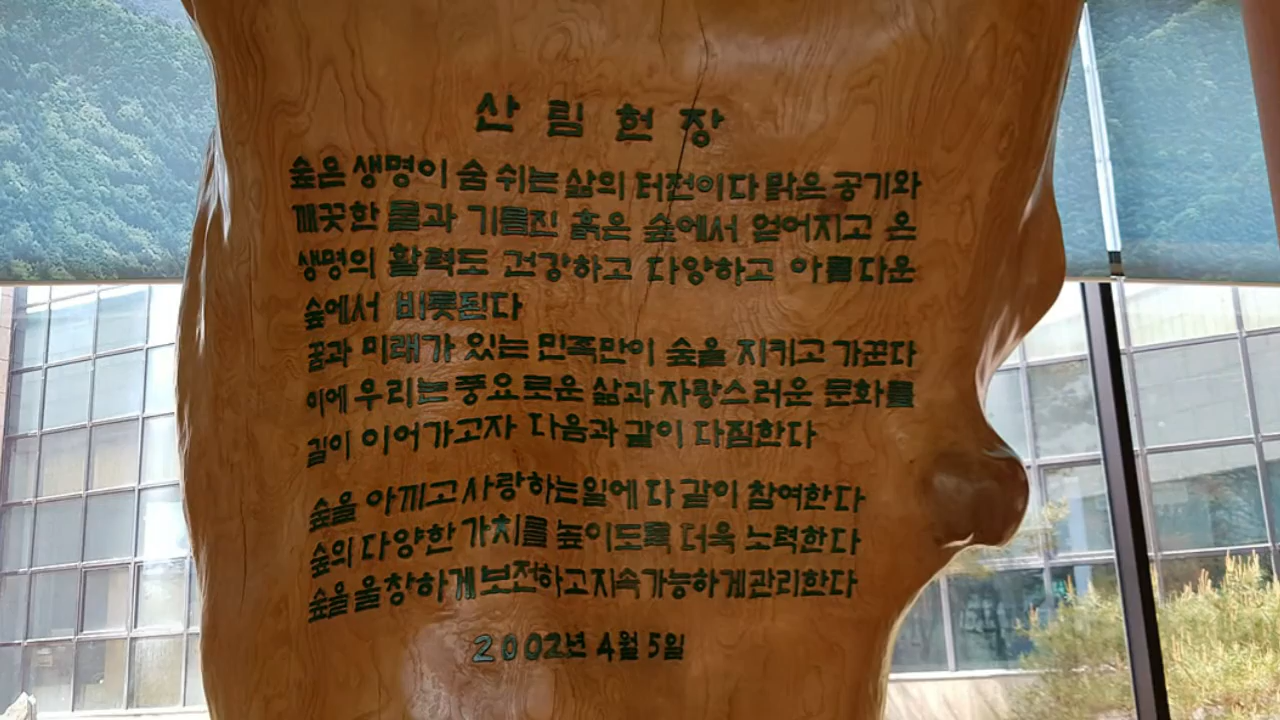 산림헌장
숲은 생명이 숨 쉬는 삶의 터전이다 맑은 공기와
깨끗한 물과 기름진 흙은 숲에서 얻어지고 온
생명의 활력도 건강하고 다양하고 아름다운
숲에서 비롯된다
꿈과 미래가 있는 민족만이 숲을 지키고 가꾼다
이에 우리는 풍요로운 삶과 자랑스러운 문화를
길이 이어가고자 다음과 같이 다짐한다
숲을 아끼고 사랑하는 일에 다 같이 참여한다
숲의 다양한 가치를 높이도록 더욱 노력한다
숲을 울창하게 보전하고 지속가능하게 관리한다
2002년 4월 5일